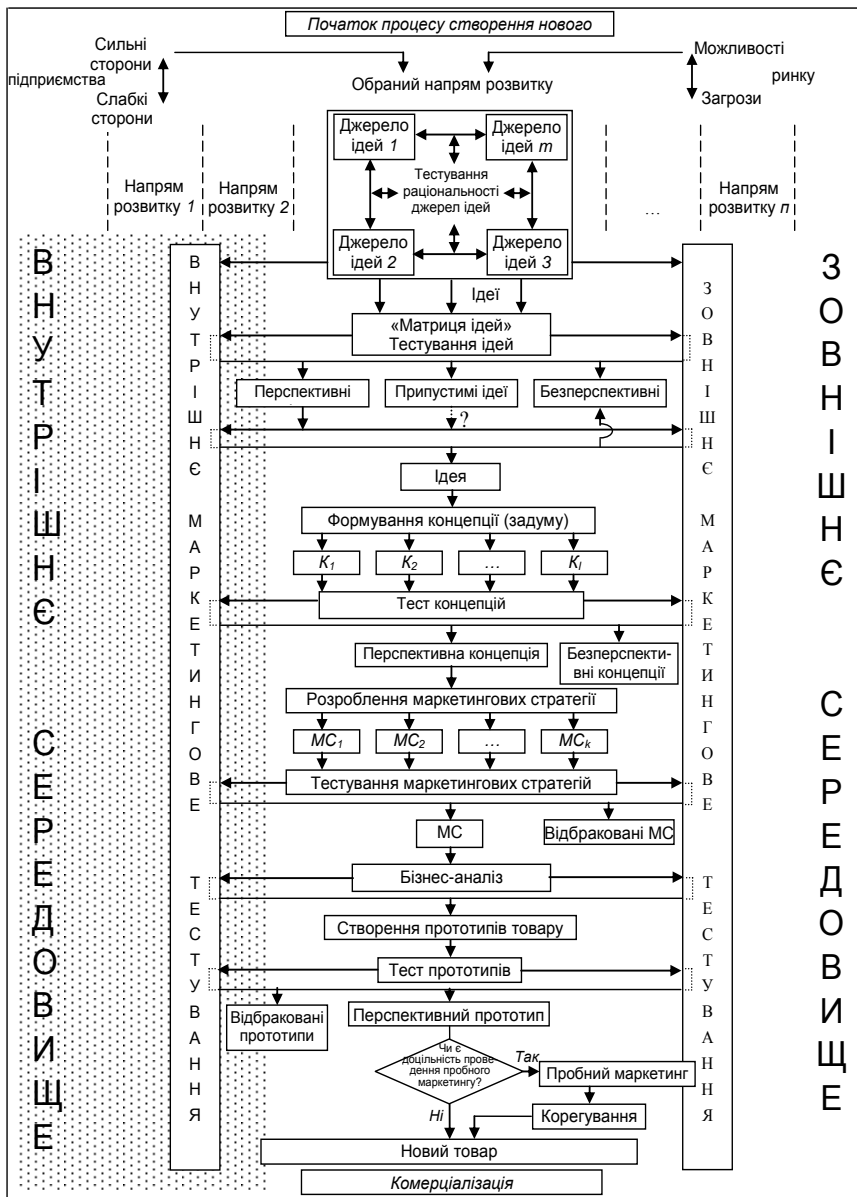 Початок процесу створення нового
Сильні
сторони
підприємства
Слабкі
сторони
Обраний напрям розвитку
Можливості
ринку
Загрози
Напрям
розвитку 1
Напрям
розвитку 2
Джерело
ідей 1
Джерело
ідей m
Тестування
раціональності
джерел ідей
Джерело
ідей 2
Джерело
ідей 3
...
Напрям
розвитку n
ВНУТРІШНЄ СЕРЕДОВИЩЕ
ВНУТРІШНЄ МАРКЕТИНГОВЕ ТЕСТУВАННЯ
Ідеї
«Матриця ідей»
Тестування ідей
Перспективні
Припустимі ідеї
Безперспективні
?
Ідея
Формування концепції (задуму)
К1
К2
...
Кl
Тест концепцій
Перспективна концепція
Безперспекти-
вні концепції
Розроблення маркетингових стратегії
МС1
МС2
...
МСk
Тестування маркетингових стратегій
МС
Відбраковані МС
Бізнес-аналіз
Створення прототипів товару
Тест прототипів
Відбраковані
прототипи
Перспективний прототип
Чи є
доцільність прове-
дення пробного
маркетингу?
Так
Пробний маркетинг
Ні
Корегування
Новий товар
Комерціалізація
ЗОВНІШНЄ МАРКЕТИНГОВЕ ТЕСТУВАННЯ
ЗОВНІШНЄ СЕРЕДОВИЩЕ